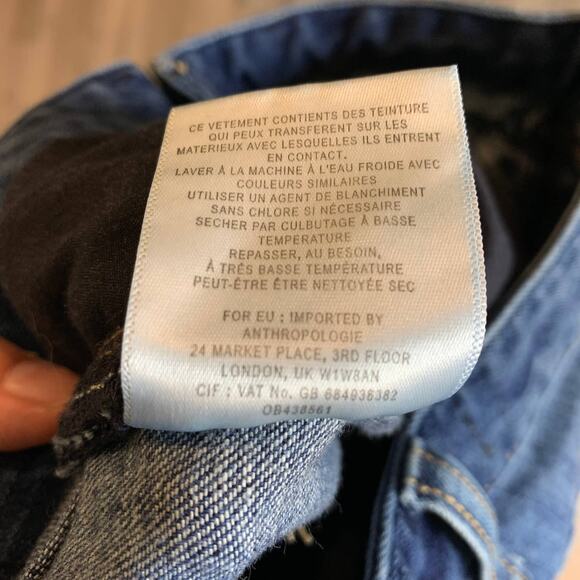 CE VETEMENT CONTIENTS DES TEINTURE
QUI PEUX TRANSFERENT SUR LES
MATERIEUX AVEC LESQUELLES ILS ENTRENT
EN CONTACT.
LAVER À LA MACHINE À L'EAU FROIDE AVEC
COULEURS SIMILAIRES
UTILISER UN AGENT DE BLANCHIMENT
SANS CHLORE SI NÉCESSAIRE
SECHER PAR CULBUTAGE À BASSE
TEMPERATURE
REPASSER, AU BESOIN,
À TRÈS BASSE TEMPÉRATURE
PEUT-ÊTRE ÊTRE NETTOYÉE SEC
FOR EU : IMPORTED BY
ANTHROPOLOGIE
24 MARKET PLACE, 3RD FLOOR
LONDON, UK W1W8AN
CIF : VAT No. GB 684936382
OB438561